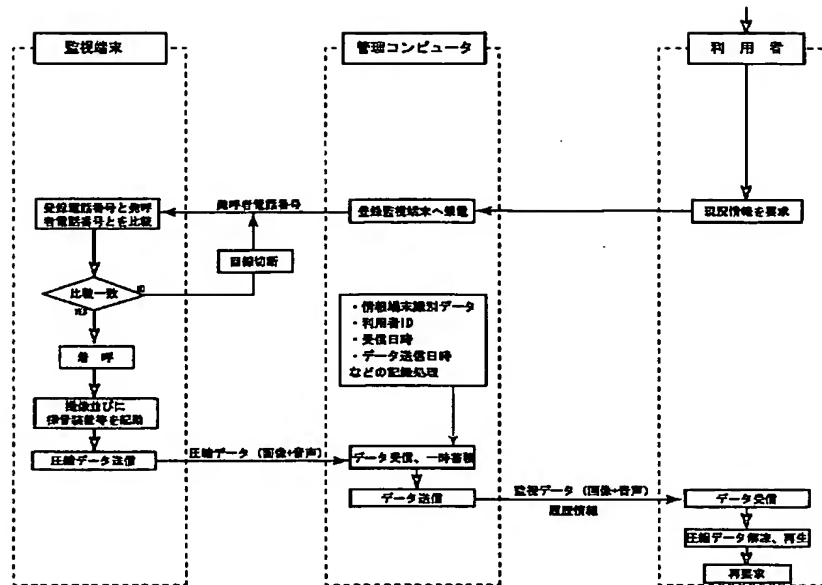 監視端末
管理コンピュータ
利 用 者
登録電話番号と発呼
者電話番号とを比較
発呼者電話番号
登録監視端末へ架電
現況情報を要求
回線切断
比較一致
no
yes
着 呼
撮像並びに
採音装置等を起動
圧縮データ送信
・情報端末識別データ
・利用者ID
・受信日時
・データ送信日時
などの記録処理
圧縮データ（画像+音声）
データ受信、一時蓄積
データ送信
監視データ（画像+音声）
履歴情報
データ受信
圧縮データ解凍、再生
再要求